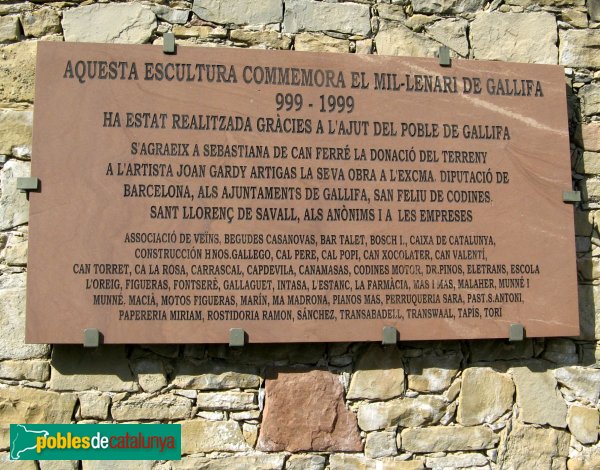 AQUESTA ESCULTURA COMMEMORA EL MIL-LENARI DE GALLIFA
999 - 1999
HA ESTAT REALITZADA GRÀCIES A L'AJUT DEL POBLE DE GALLIFA
S'AGRAEIX A SEBASTIANA DE CAN FERRÉ LA DONACIÓ DEL TERRENY
A L'ARTISTA JOAN GARDY ARTIGAS LA SEVA OBRA A L'EXCMA. DIPUTACIÓ DE
BARCELONA, ALS AJUNTAMENTS DE GALLIFA, SAN FELIU DE CODINES.
SANT LLORENÇ DE SAVALL, ALS ANÒNIMS I A LES EMPRESES
ASSOCIACIÓ DE VEÏNS. BEGUDES CASANOVAS, BAR TALET, BOSCH I., CAIXA DE CATALUNYA,
CONSTRUCCIÓN HNOS.GALLEGO, CAL PERE, CAL POPI, CAN XOCOLATER, CAN VALENTÍ,
CAN TORRET, CA LA ROSA, CARRASCAL, CAPDEVILA, CANAMASAS, CODINES MOTOR, DR.PINOS, ELETRANS, ESCOLA
L'OREIG, FIGUERAS, FONTSERÉ, GALLAGUET, INTASA, L'ESTANC, LA FARMÀCIA, MAS I MAS, MALAHER, MUNNÉ I
MUNNÉ. MACIÀ, MOTOS FIGUERAS, MARÍN, MA MADRONA, PIANOS MAS, PERRUQUERIA SARA, PAST.S.ANTONI,
PAPERERIA MIRIAM, ROSTIDORIA RAMON, SÁNCHEZ, TRANSABADELL, TRANSWAAL, TAPIS, TORI
poblesdecatalunya